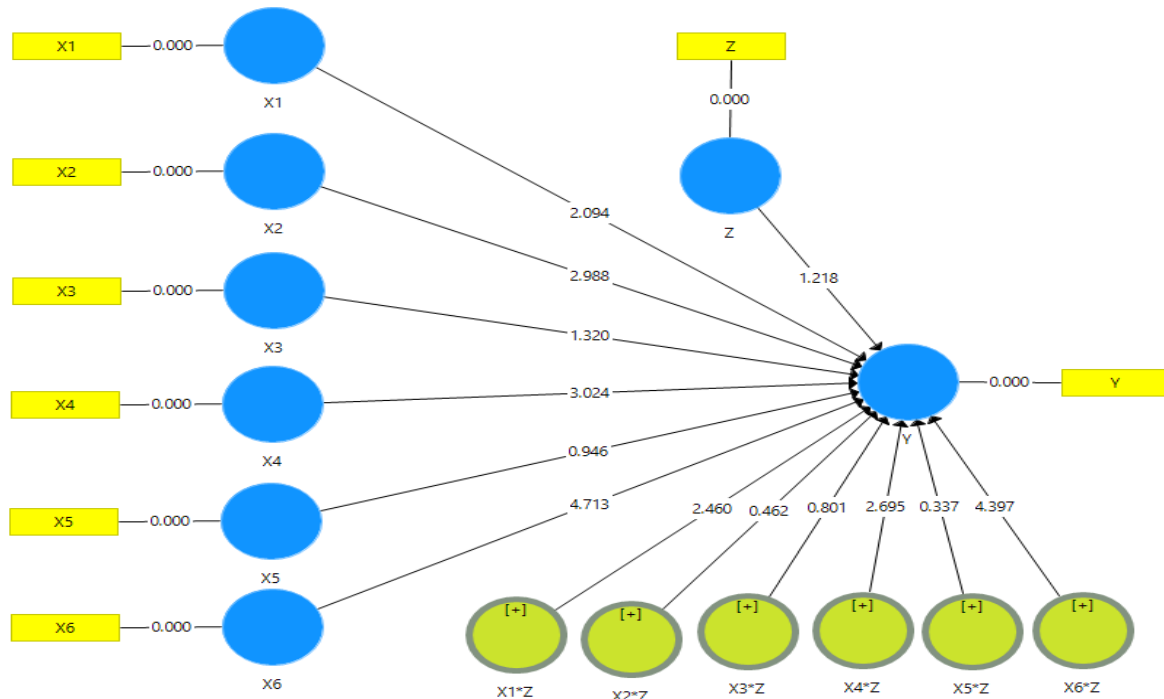 X1
0.000
X1
X2
0.000
X2
X3
0.000
X3
X4
0.000
X4
X5
0.000
X5
X6
0.000
X6
Z
0.000
Z
2.094
2.988
1.320
3.024
0.946
4.713
1.218
Y
0.000
Y
2.460
0.462
0.801
2.695
0.337
4.397
[+]
[+]
[+]
[+]
[+]
[+]
X1*Z
X2*Z
X3*Z
X4*Z
X5*Z
X6*Z